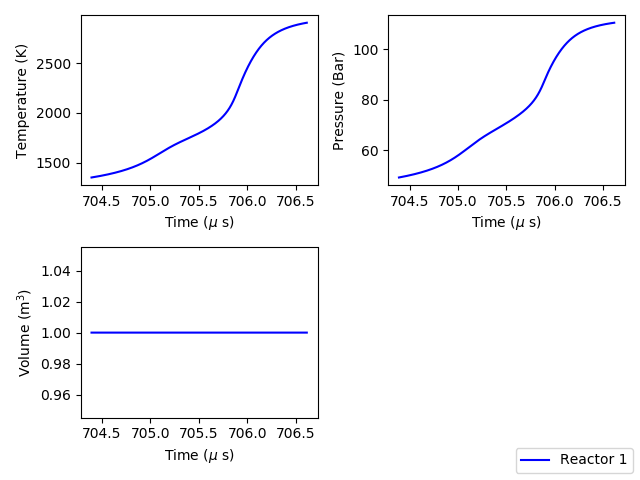 Temperature (K)
2500
2000
1500
704.5 705.0 705.5 706.0 706.5
Time (μ s)
Pressure (Bar)
100
80
60
704.5 705.0 705.5 706.0 706.5
Time (μ s)
Volume (m³)
1.04
1.02
1.00
0.98
0.96
704.5 705.0 705.5 706.0 706.5
Time (μ s)
Reactor 1